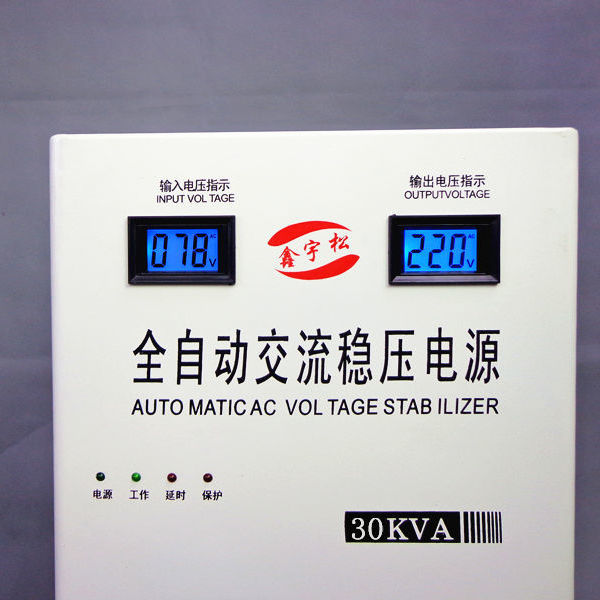 输入电压指示
INPUT VOL TAGE
输出电压指示
OUTPUTVOLTAGE
078 AC V
鑫宇松
220 AC V
全自动交流稳压电源
AUTO MATIC AC VOL TAGE STAB ILIZER
电源 工作 延时 保护
30KVA